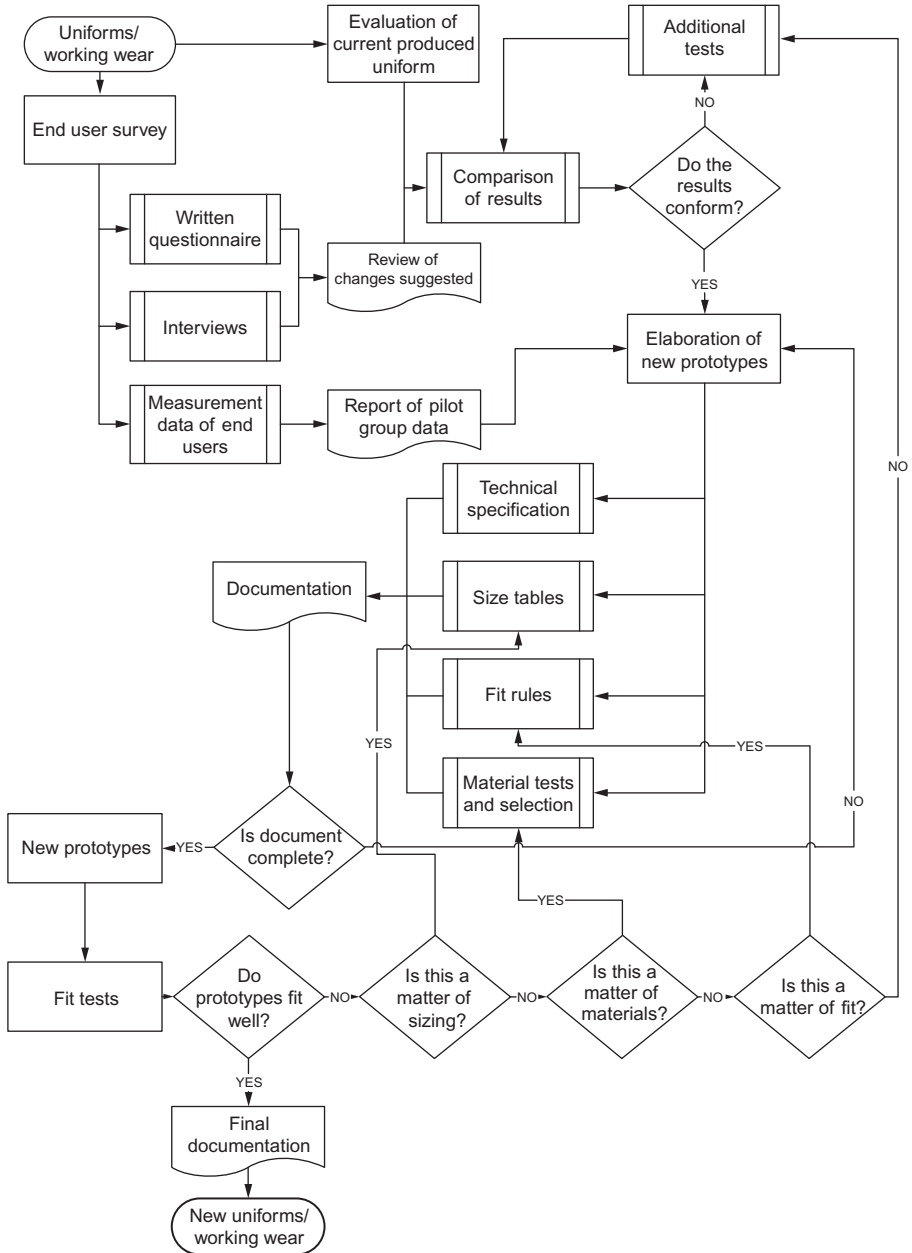 Uniforms/
working wear
Evaluation of
current produced
uniform
Additional
tests
NO
End user survey
Comparison
of results
Do the
results
conform?
Written
questionnaire
Review of
changes suggested
YES
Interviews
Elaboration of
new prototypes
Measurement
data of end
users
Report of pilot
group data
NO
Technical
specification
Documentation
Size tables
Fit rules
YES
YES
Material tests
and selection
NO
New prototypes
YES
Is document
complete?
YES
Fit tests
Do
prototypes fit
well?
NO
Is this a
matter of
sizing?
NO
Is this a
matter of
materials?
NO
Is this a
matter of fit?
YES
Final
documentation
New uniforms/
working wear